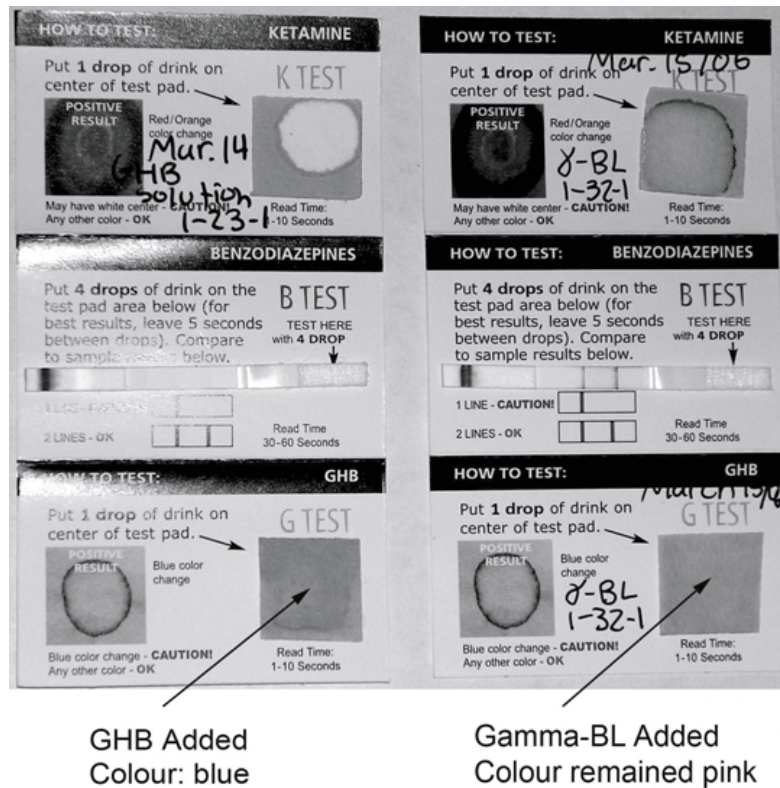 HOW TO TEST: KETAMINE
Put 1 drop of drink on
center of test pad.
K TEST
POSITIVE
RESULT
Red/Orange
color change
Mar. 14
GHB
solution
1-23-1
May have white center - CAUTION!
Any other color - OK
Read Time:
1-10 Seconds
BENZODIAZEPINES
Put 4 drops of drink on the
test pad area below (for
best results, leave 5 seconds
between drops). Compare
to sample results below.
B TEST
TEST HERE
with 4 DROP
1 LINE -
2 LINES - OK
Read Time
30-60 Seconds
HOW TO TEST: GHB
Put 1 drop of drink on
center of test pad.
G TEST
POSITIVE
RESULT
Blue color
change
Blue color change - CAUTION!
Any other color - OK
Read Time:
1-10 Seconds
GHB Added
Colour: blue
HOW TO TEST: KETAMINE
Mar. 15/06
Put 1 drop of drink on
center of test pad.
K TEST
POSITIVE
RESULT
Red/Orange
color change
γ-BL
1-32-1
May have white center - CAUTION!
Any other color - OK
Read Time:
1-10 Seconds
HOW TO TEST: BENZODIAZEPINES
Put 4 drops of drink on the
test pad area below (for
best results, leave 5 seconds
between drops). Compare
to sample results below.
B TEST
TEST HERE
with 4 DROP
1 LINE - CAUTION!
2 LINES - OK
Read Time
30-60 Seconds
HOW TO TEST: GHB
Put 1 drop of drink on
center of test pad.
G TEST
POSITIVE
RESULT
Blue color
change
γ-BL
1-32-1
Blue color change - CAUTION!
Any other color - OK
Read Time:
1-10 Seconds
Gamma-BL Added
Colour remained pink